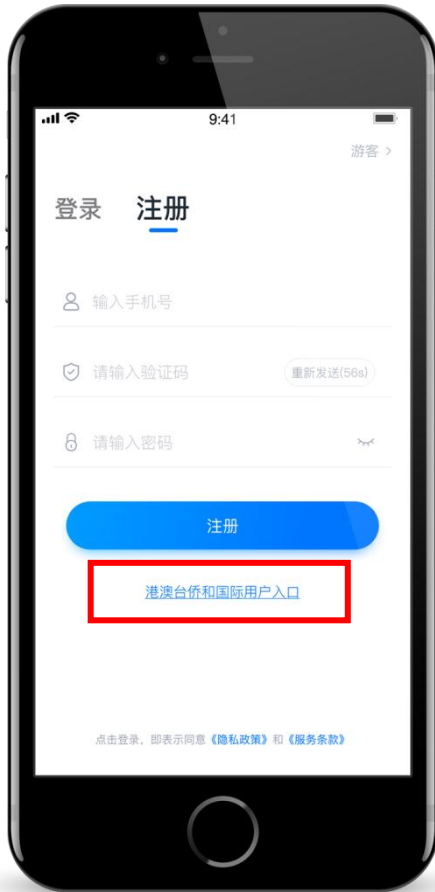 9:41
游客 >
登录 注册
输入手机号
请输入验证码 重新发送(56s)
请输入密码
注册
港澳台侨和国际用户入口
点击登录，即表示同意《隐私政策》和《服务条款》